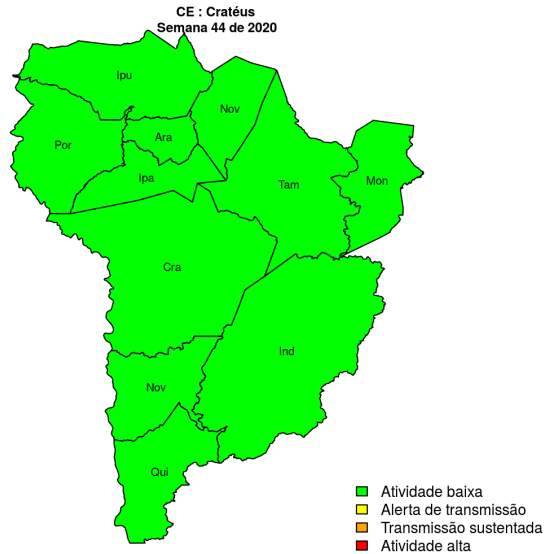 CE : Cratéus
Semana 44 de 2020
Ipu
Nov
Por
Ara
Ipa
Tam
Mon
Cra
Ind
Nov
Qui
Atividade baixa
Alerta de transmissão
Transmissão sustentada
Atividade alta